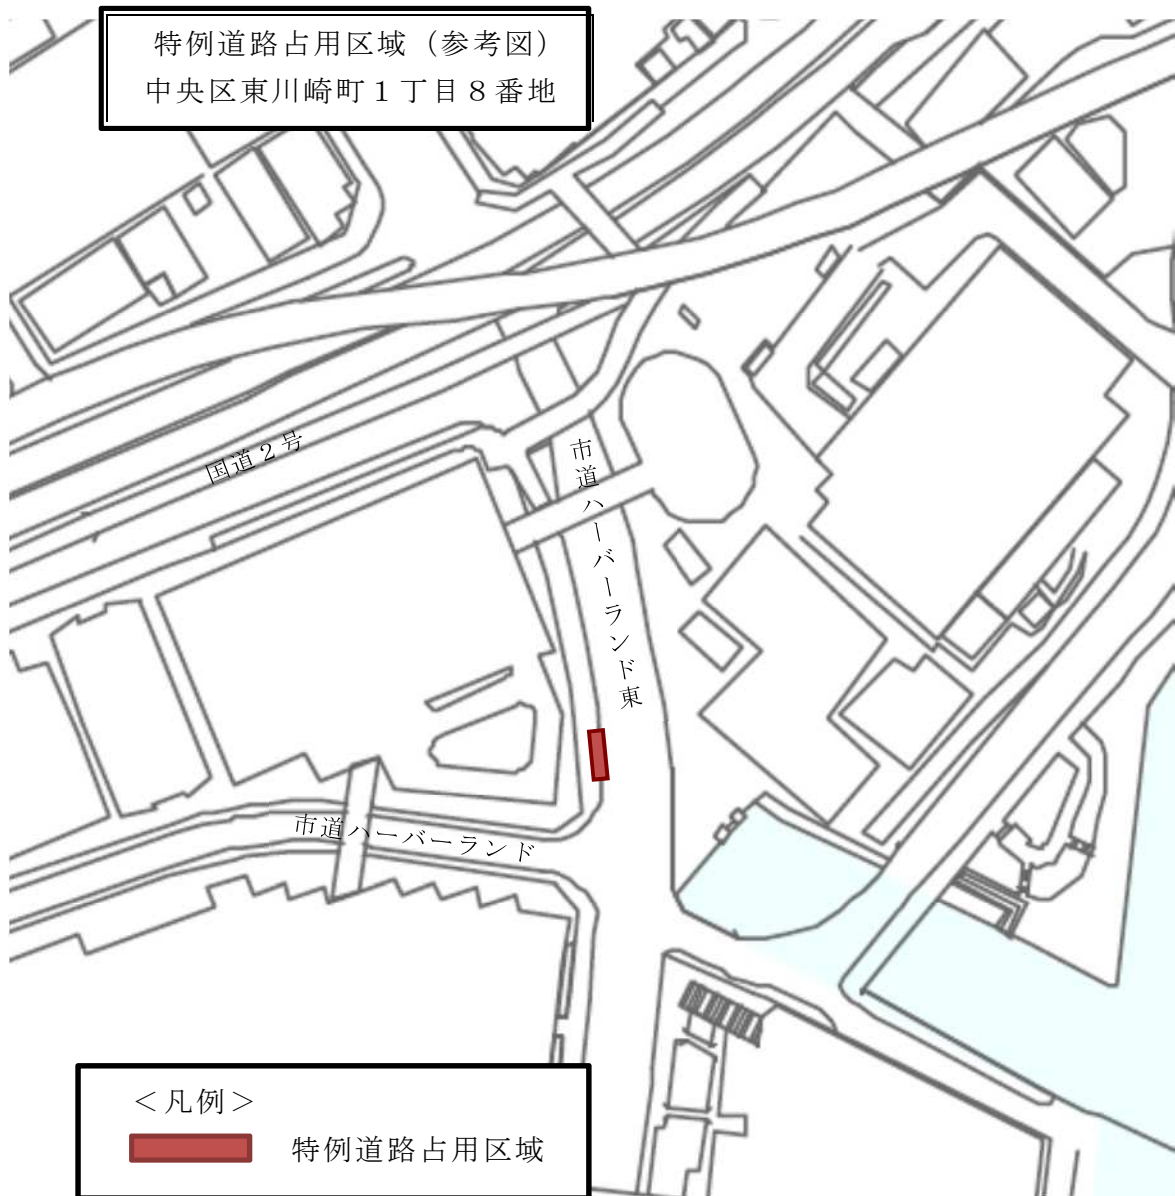 特例道路占用区域（参考図）
中央区東川崎町１丁目８番地
国道２号
市道ハーバーランド東
市道ハーバーランド
＜凡例＞
特例道路占用区域